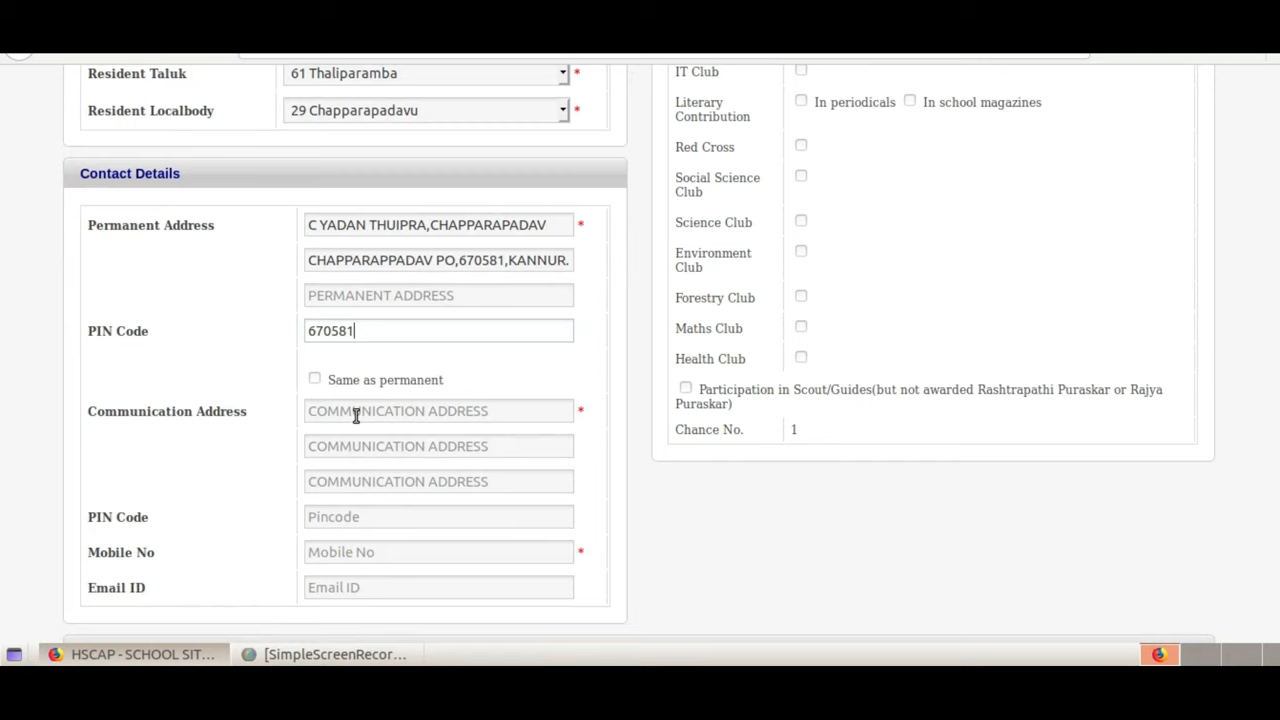 Resident Taluk
61 Thaliparamba
*
Resident Localbody
29 Chapparapadavu
*
Contact Details
Permanent Address
C YADAN THUIPRA,CHAPPARAPADAV
*
CHAPPARAPPADAV PO,670581,KANNUR.
PERMANENT ADDRESS
PIN Code
670581
Same as permanent
Communication Address
COMMUNICATION ADDRESS
*
COMMUNICATION ADDRESS
COMMUNICATION ADDRESS
PIN Code
Pincode
Mobile No
Mobile No
*
Email ID
Email ID
IT Club
Literary
Contribution
In periodicals
In school magazines
Red Cross
Social Science
Club
Science Club
Environment
Club
Forestry Club
Maths Club
Health Club
Participation in Scout/Guides(but not awarded Rashtrapathi Puraskar or Rajya
Puraskar)
Chance No.
1
HSCAP - SCHOOL SIT...
[SimpleScreenRecor...